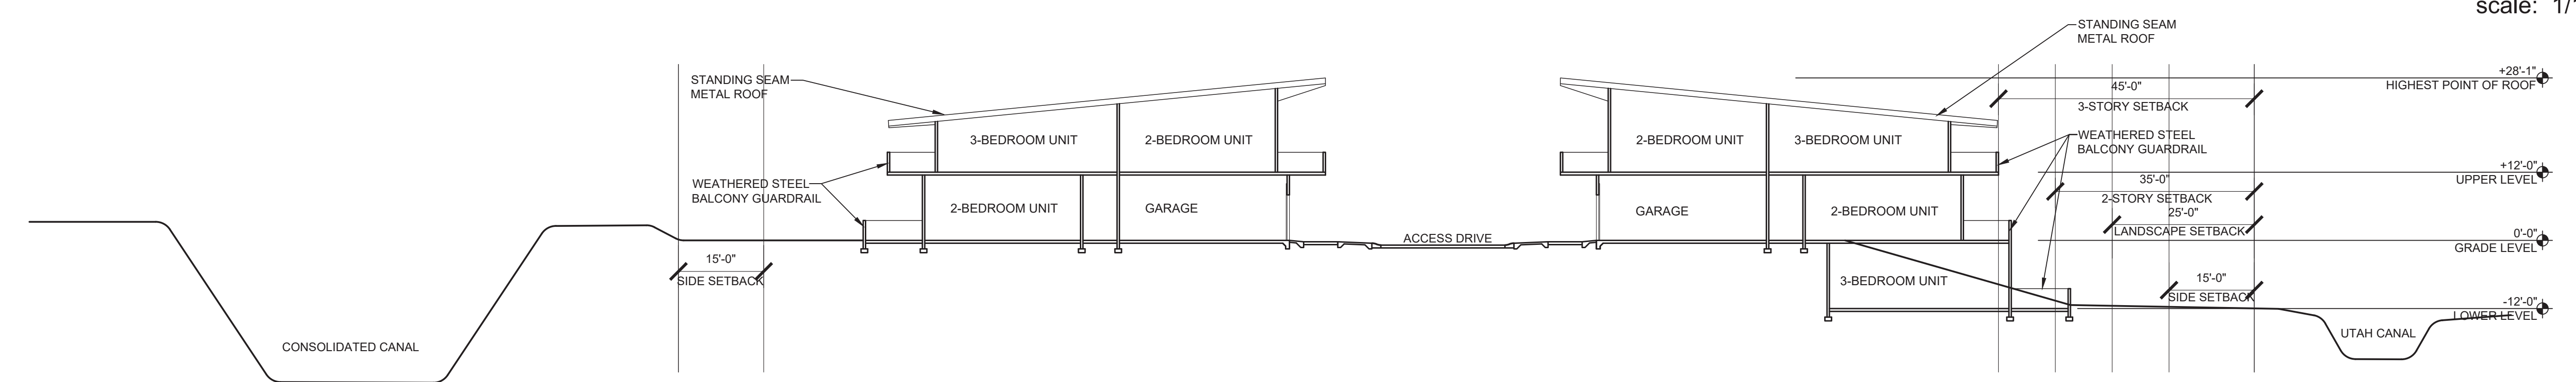 scale: 1/1
STANDING SEAM
METAL ROOF
STANDING SEAM
METAL ROOF
+28'-1"
HIGHEST POINT OF ROOF
45'-0"
3-STORY SETBACK
3-BEDROOM UNIT
2-BEDROOM UNIT
2-BEDROOM UNIT
3-BEDROOM UNIT
WEATHERED STEEL
BALCONY GUARDRAIL
+12'-0"
UPPER LEVEL
35'-0"
2-STORY SETBACK
WEATHERED STEEL
BALCONY GUARDRAIL
2-BEDROOM UNIT
GARAGE
GARAGE
2-BEDROOM UNIT
25'-0"
LANDSCAPE SETBACK
0'-0"
GRADE LEVEL
ACCESS DRIVE
15'-0"
SIDE SETBACK
3-BEDROOM UNIT
15'-0"
SIDE SETBACK
-12'-0"
LOWER LEVEL
CONSOLIDATED CANAL
UTAH CANAL